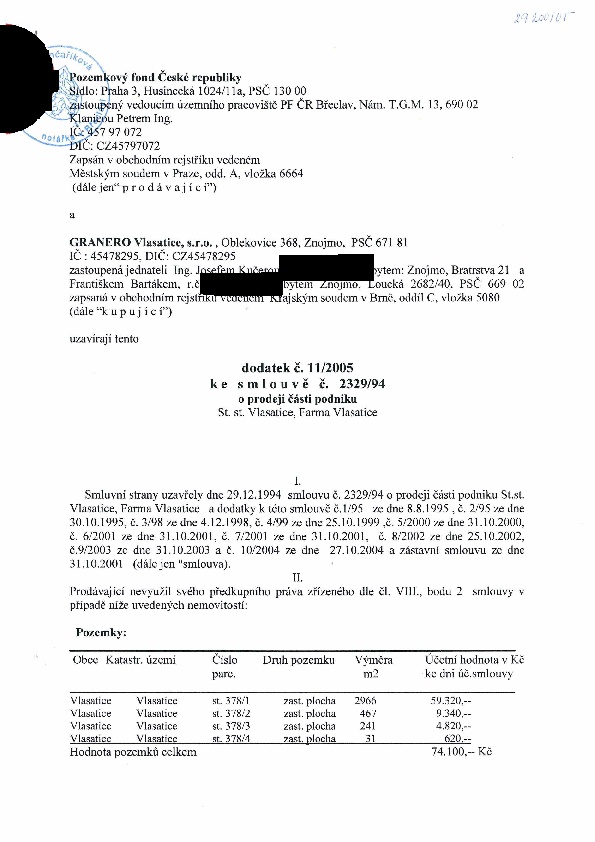 29200/05
Pozemkový fond České republiky
Sídlo: Praha 3, Husinecká 1024/11a, PSČ 130 00
zastoupený vedoucím územního pracoviště PF ČR Břeclav, Nám. T.G.M. 13, 690 02
Klanicou Petrem Ing.
IČ: 457 97 072
DIČ: CZ45797072
Zapsán v obchodním rejstříku vedeném
Městským soudem v Praze, odd. A, vložka 6664
(dále jen“ p r o d á v a j í c í ”)
a
GRANERO Vlasatice, s.r.o. , Oblekovice 368, Znojmo, PSČ 671 81
IČ : 45478295, DIČ: CZ45478295
zastoupená jednateli Ing. Josefem Kučerou bytem: Znojmo, Bratrstva 21 a
Františkem Bartákem, r.č bytem Znojmo, Loucká 2682/40, PSČ 669 02
zapsaná v obchodním rejstříku vedeném Krajským soudem v Brně, oddíl C, vložka 5080
(dále “k u p u j í c í ”)
uzavírají tento
dodatek č. 11/2005
k e s m l o u v ě č. 2329/94
o prodeji části podniku
St. st. Vlasatice, Farma Vlasatice
I.
Smluvní strany uzavřely dne 29.12.1994 smlouvu č. 2329/94 o prodeji části podniku St.st.
Vlasatice, Farma Vlasatice a dodatky k této smlouvě č.1/95 ze dne 8.8.1995 , č. 2/95 ze dne
30.10.1995, č. 3/98 ze dne 4.12.1998, č. 4/99 ze dne 25.10.1999 ,č. 5/2000 ze dne 31.10.2000,
č. 6/2001 ze dne 31.10.2001, č. 7/2001 ze dne 31.10.2001, č. 8/2002 ze dne 25.10.2002,
č.9/2003 ze dne 31.10.2003 a č. 10/2004 ze dne 27.10.2004 a zástavní smlouvu ze dne
31.10.2001 (dále jen "smlouva).
II.
Prodávající nevyužil svého předkupního práva zřízeného dle čl. VIII., bodu 2 smlouvy v
případě níže uvedených nemovitostí:
Pozemky:
Obec Katastr. území Číslo Druh pozemku Výměra Účetní hodnota v Kč
parc. m2 ke dni úč.smlouvy
Vlasatice Vlasatice st. 378/1 zast. plocha 2966 59.320,--
Vlasatice Vlasatice st. 378/2 zast. plocha 467 9.340,--
Vlasatice Vlasatice st. 378/3 zast. plocha 241 4.820,--
Vlasatice Vlasatice st. 378/4 zast. plocha 31 620,--
Hodnota pozemků celkem 74.100,-- Kč